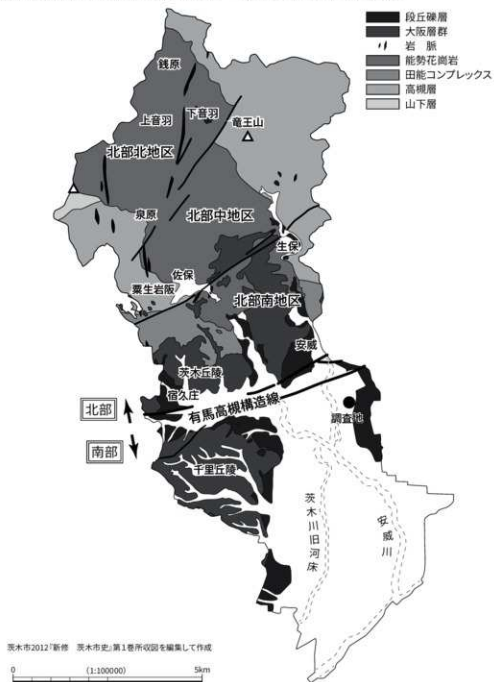 段丘礫層
大阪層群
岩　脈
能勢花崗岩
田能コンプレックス
高槻層
山下層
銭原
上音羽
下音羽
竜王山
北部北地区
泉原
北部中地区
生保
佐保
粟生岩阪
北部南地区
安威
茨木丘陵
宿久庄
北部
有馬高槻構造線
調査地
南部
千里丘陵
茨木川旧河床
安威川
茨木市2012『新修　茨木市史』第1巻所収図を編集して作成
0 (1:100000) 5km